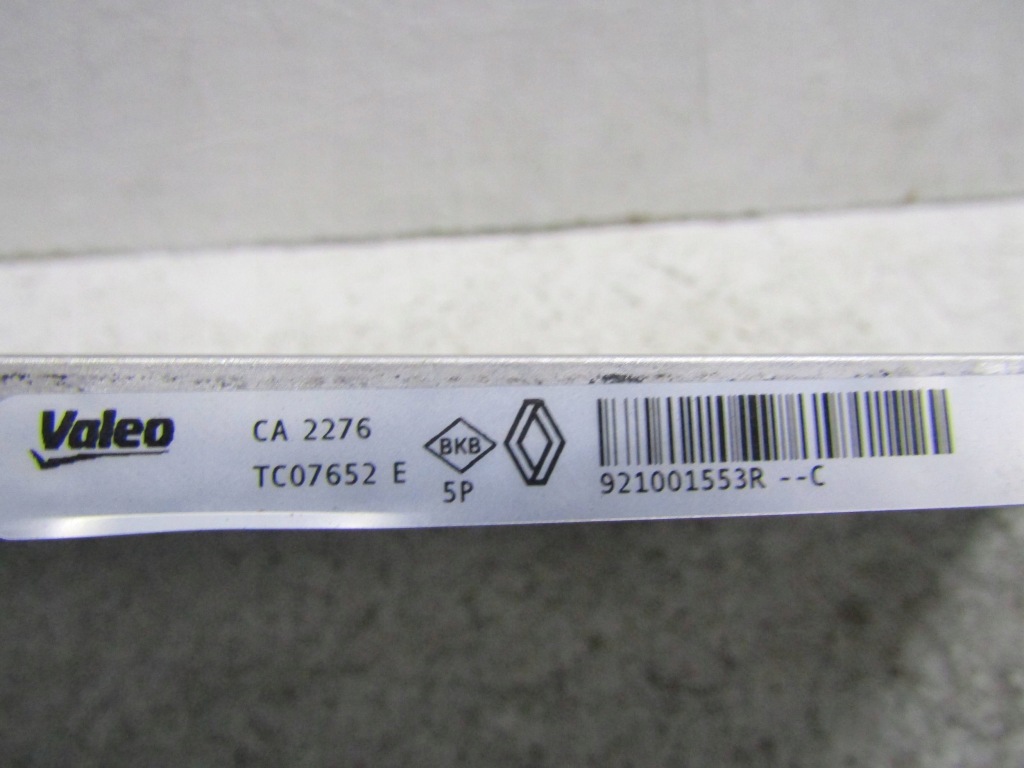 Valeo
CA 2276
TC07652 E
BKB
5P
921001553R --C